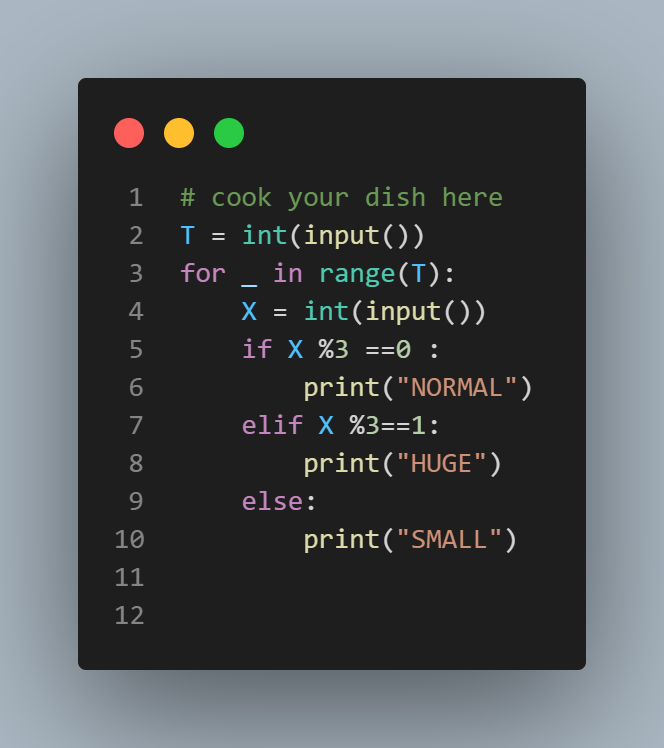 1 # cook your dish here
2 T = int(input())
3 for _ in range(T):
4     X = int(input())
5     if X %3 ==0 :
6         print("NORMAL")
7     elif X %3==1:
8         print("HUGE")
9     else:
10         print("SMALL")
11
12